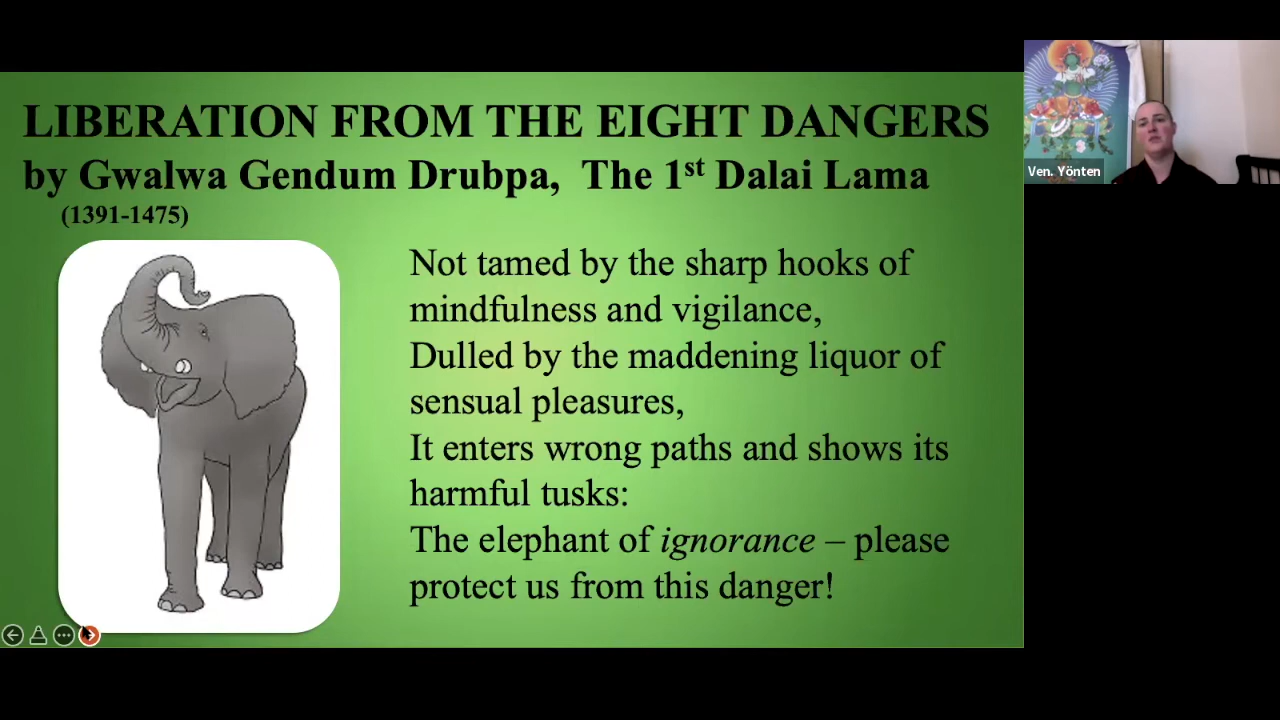 LIBERATION FROM THE EIGHT DANGERS
by Gwalwa Gendum Drubpa, The 1st Dalai Lama
(1391-1475)
Not tamed by the sharp hooks of
mindfulness and vigilance,
Dulled by the maddening liquor of
sensual pleasures,
It enters wrong paths and shows its
harmful tusks:
The elephant of ignorance – please
protect us from this danger!
Ven. Yönten